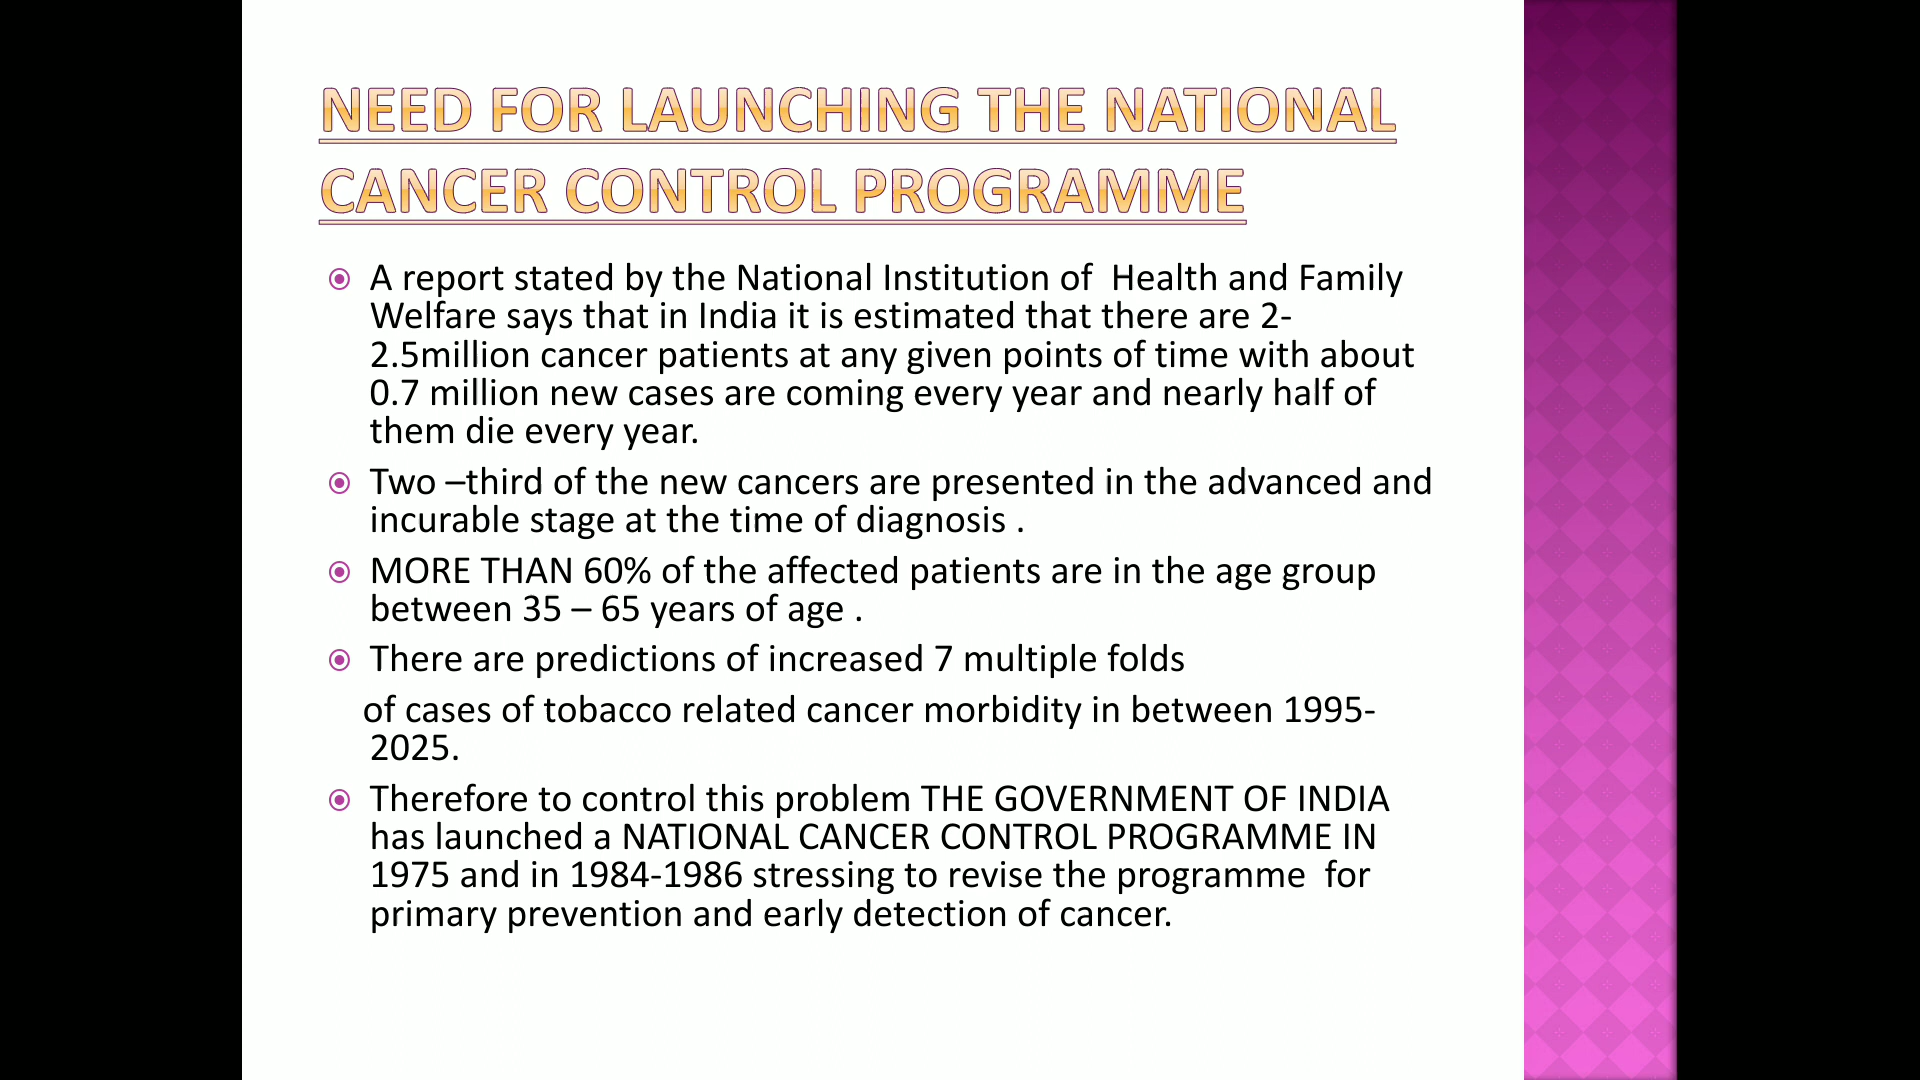 NEED FOR LAUNCHING THE NATIONAL
CANCER CONTROL PROGRAMME
A report stated by the National Institution of  Health and Family
Welfare says that in India it is estimated that there are 2-
2.5million cancer patients at any given points of time with about
0.7 million new cases are coming every year and nearly half of
them die every year.
Two –third of the new cancers are presented in the advanced and
incurable stage at the time of diagnosis .
MORE THAN 60% of the affected patients are in the age group
between 35 – 65 years of age .
There are predictions of increased 7 multiple folds
of cases of tobacco related cancer morbidity in between 1995-
2025.
Therefore to control this problem THE GOVERNMENT OF INDIA
has launched a NATIONAL CANCER CONTROL PROGRAMME IN
1975 and in 1984-1986 stressing to revise the programme  for
primary prevention and early detection of cancer.